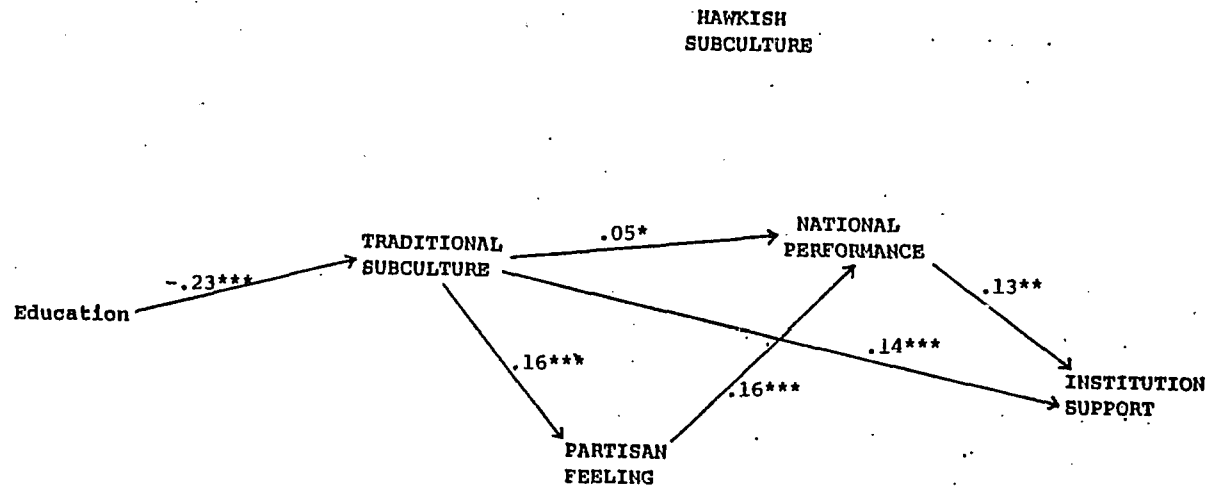 HAWKISH
SUBCULTURE
TRADITIONAL
SUBCULTURE
.05*
NATIONAL
PERFORMANCE
-.23***
Education
.13**
.16***
.14***
.16***
INSTITUTION
SUPPORT
PARTISAN
FEELING